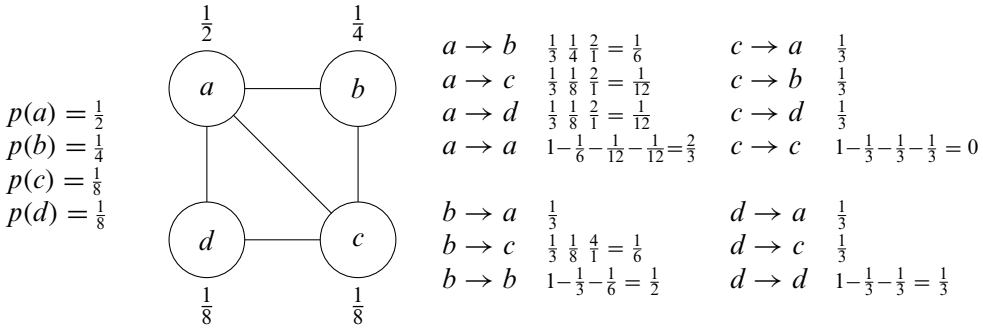 p(a) = 1/2
p(b) = 1/4
p(c) = 1/8
p(d) = 1/8
1/2 1/4
a b
d c
1/8 1/8
a → b 1/3 1/4 2/1 = 1/6
a → c 1/3 1/8 2/1 = 1/12
a → d 1/3 1/8 2/1 = 1/12
a → a 1−1/6−1/12−1/12=2/3
b → a 1/3
b → c 1/3 1/8 4/1 = 1/6
b → b 1−1/3−1/6 = 1/2
c → a 1/3
c → b 1/3
c → d 1/3
c → c 1−1/3−1/3−1/3 = 0
d → a 1/3
d → c 1/3
d → d 1−1/3−1/3 = 1/3